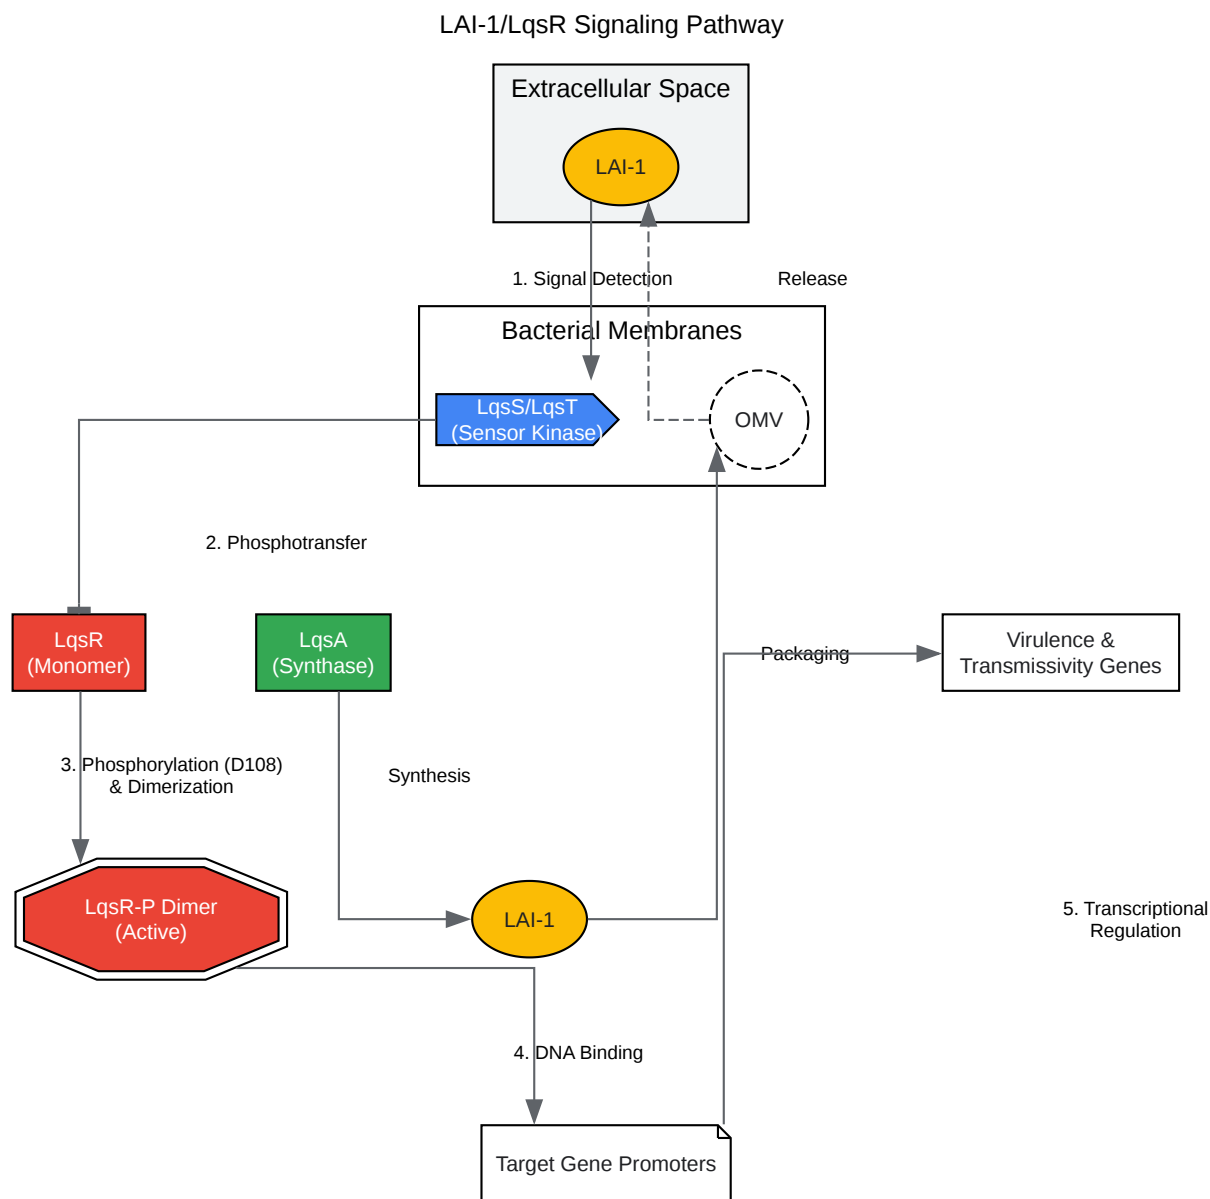 LAI-1/LqsR Signaling Pathway
Extracellular Space
LAI-1
1. Signal Detection
Release
Bacterial Membranes
LqsS/LqsT
(Sensor Kinase)
OMV
2. Phosphotransfer
LqsR
(Monomer)
LqsA
(Synthase)
Packaging
Virulence &
Transmissivity Genes
3. Phosphorylation (D108)
& Dimerization
Synthesis
LqsR-P Dimer
(Active)
LAI-1
5. Transcriptional
Regulation
4. DNA Binding
Target Gene Promoters